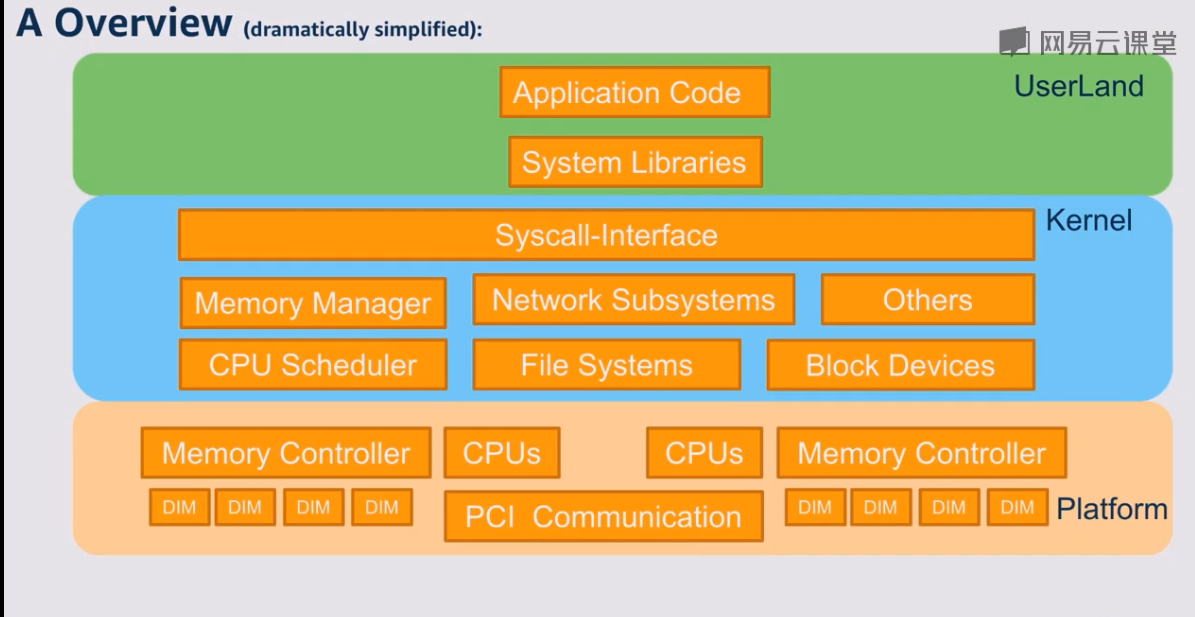 A Overview (dramatically simplified):
网易云课堂
UserLand
Application Code
System Libraries
Kernel
Syscall-Interface
Memory Manager
Network Subsystems
Others
CPU Scheduler
File Systems
Block Devices
Memory Controller
CPUs
CPUs
Memory Controller
DIM
DIM
DIM
DIM
PCI Communication
DIM
DIM
DIM
DIM
Platform